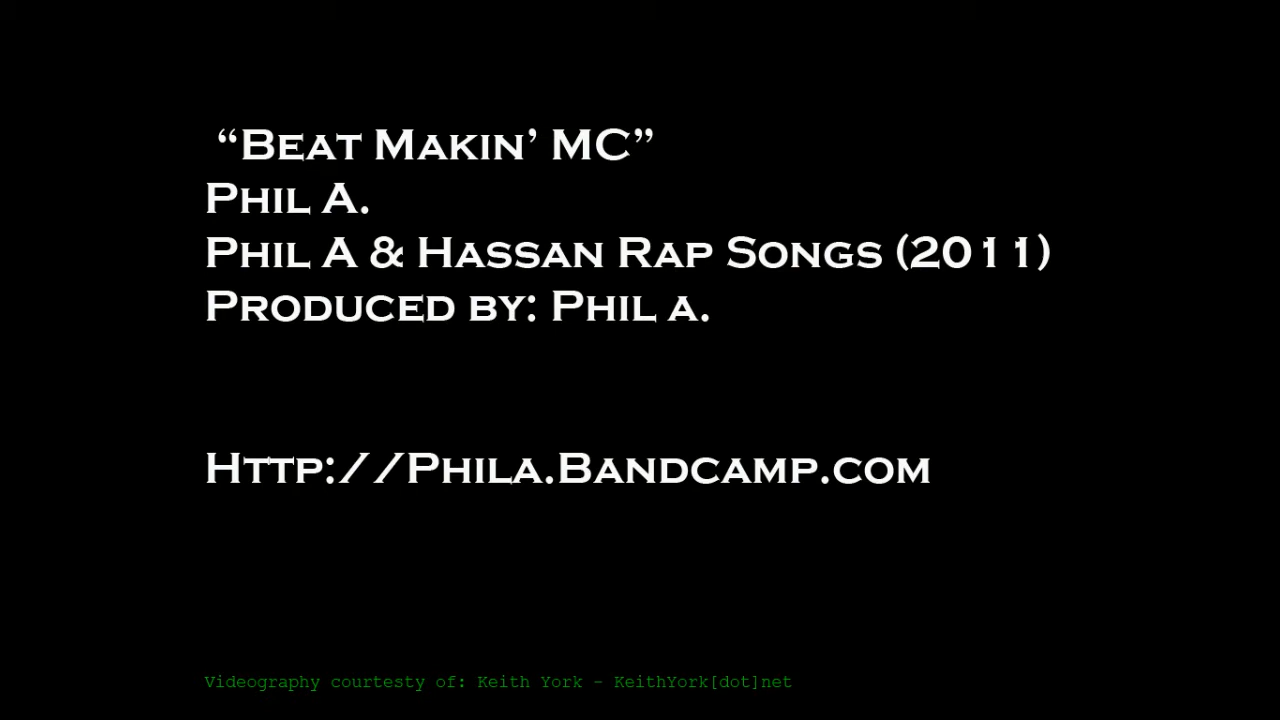 “Beat Makin’ MC”
Phil A.
Phil A & Hassan Rap Songs (2011)
Produced by: Phil a.
Http://Phila.Bandcamp.com
Videography courtesty of: Keith York - KeithYork[dot]net